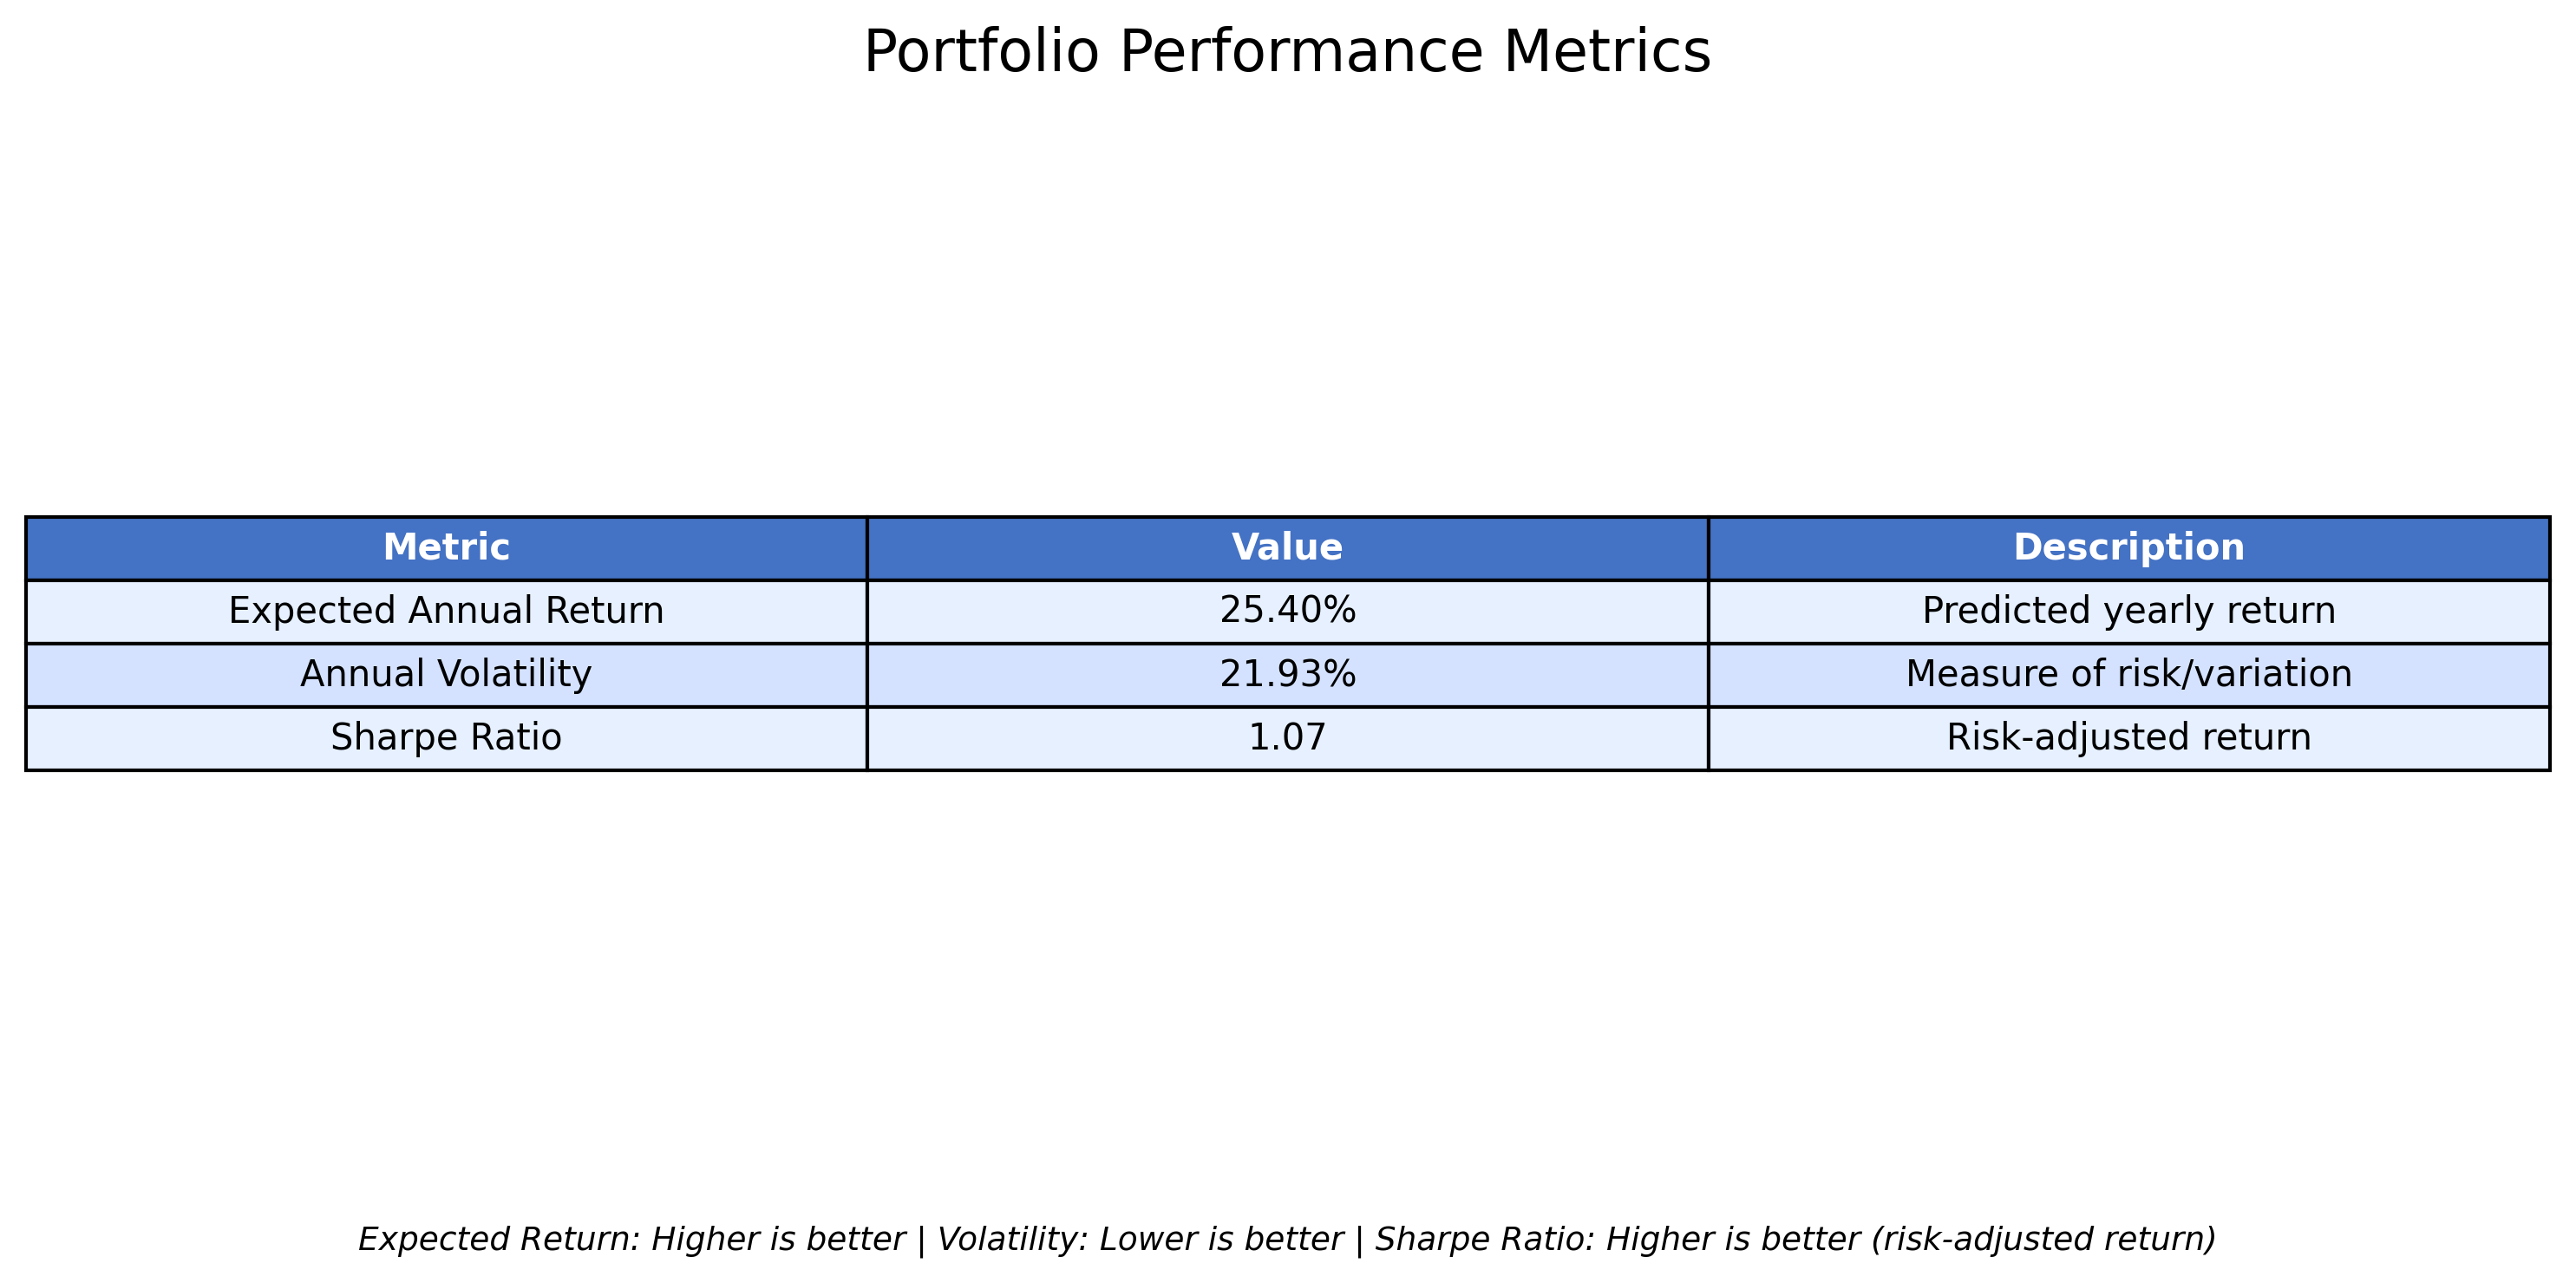 Portfolio Performance Metrics
Metric Value Description
Expected Annual Return 25.40% Predicted yearly return
Annual Volatility 21.93% Measure of risk/variation
Sharpe Ratio 1.07 Risk-adjusted return
Expected Return: Higher is better | Volatility: Lower is better | Sharpe Ratio: Higher is better (risk-adjusted return)